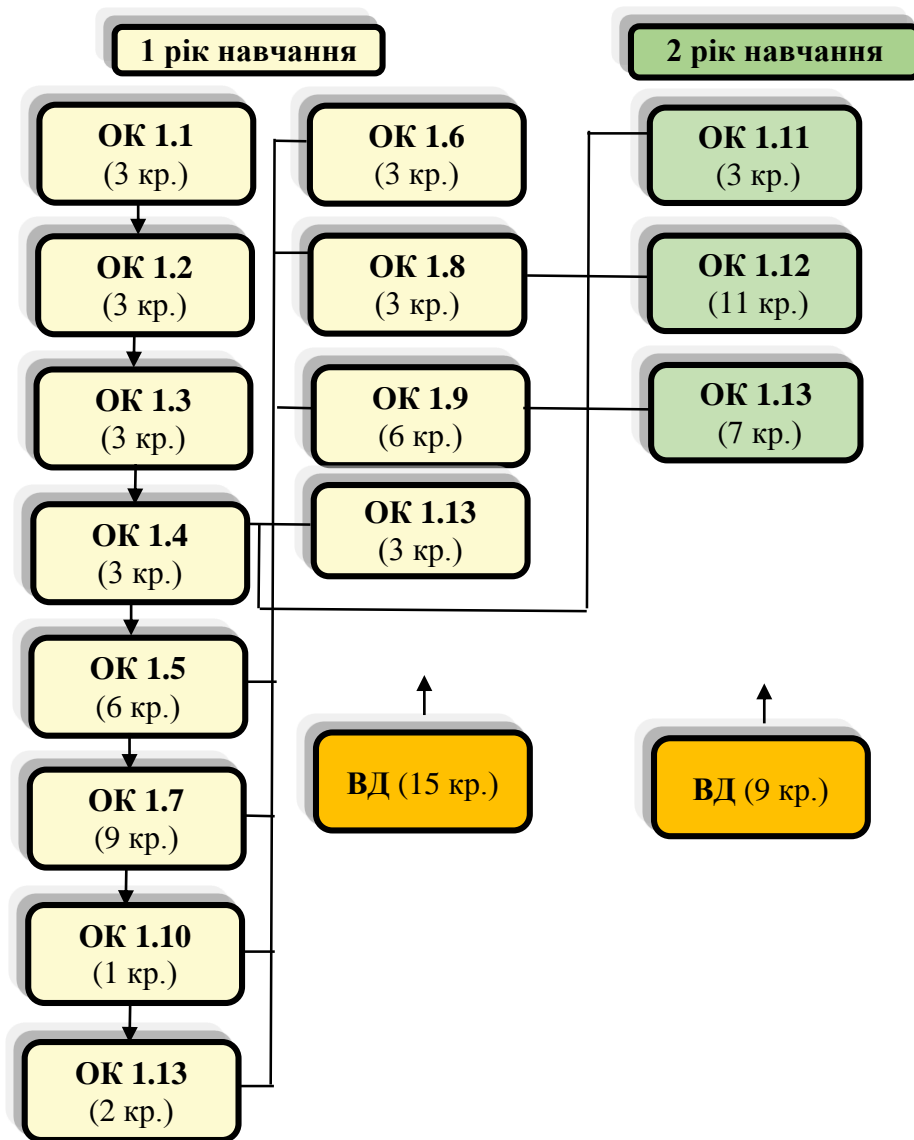 1 рік навчання
2 рік навчання
ОК 1.1
(3 кр.)
ОК 1.2
(3 кр.)
ОК 1.3
(3 кр.)
ОК 1.4
(3 кр.)
ОК 1.5
(6 кр.)
ОК 1.7
(9 кр.)
ОК 1.10
(1 кр.)
ОК 1.13
(2 кр.)
ОК 1.6
(3 кр.)
ОК 1.8
(3 кр.)
ОК 1.9
(6 кр.)
ОК 1.13
(3 кр.)
ВД (15 кр.)
ОК 1.11
(3 кр.)
ОК 1.12
(11 кр.)
ОК 1.13
(7 кр.)
ВД (9 кр.)